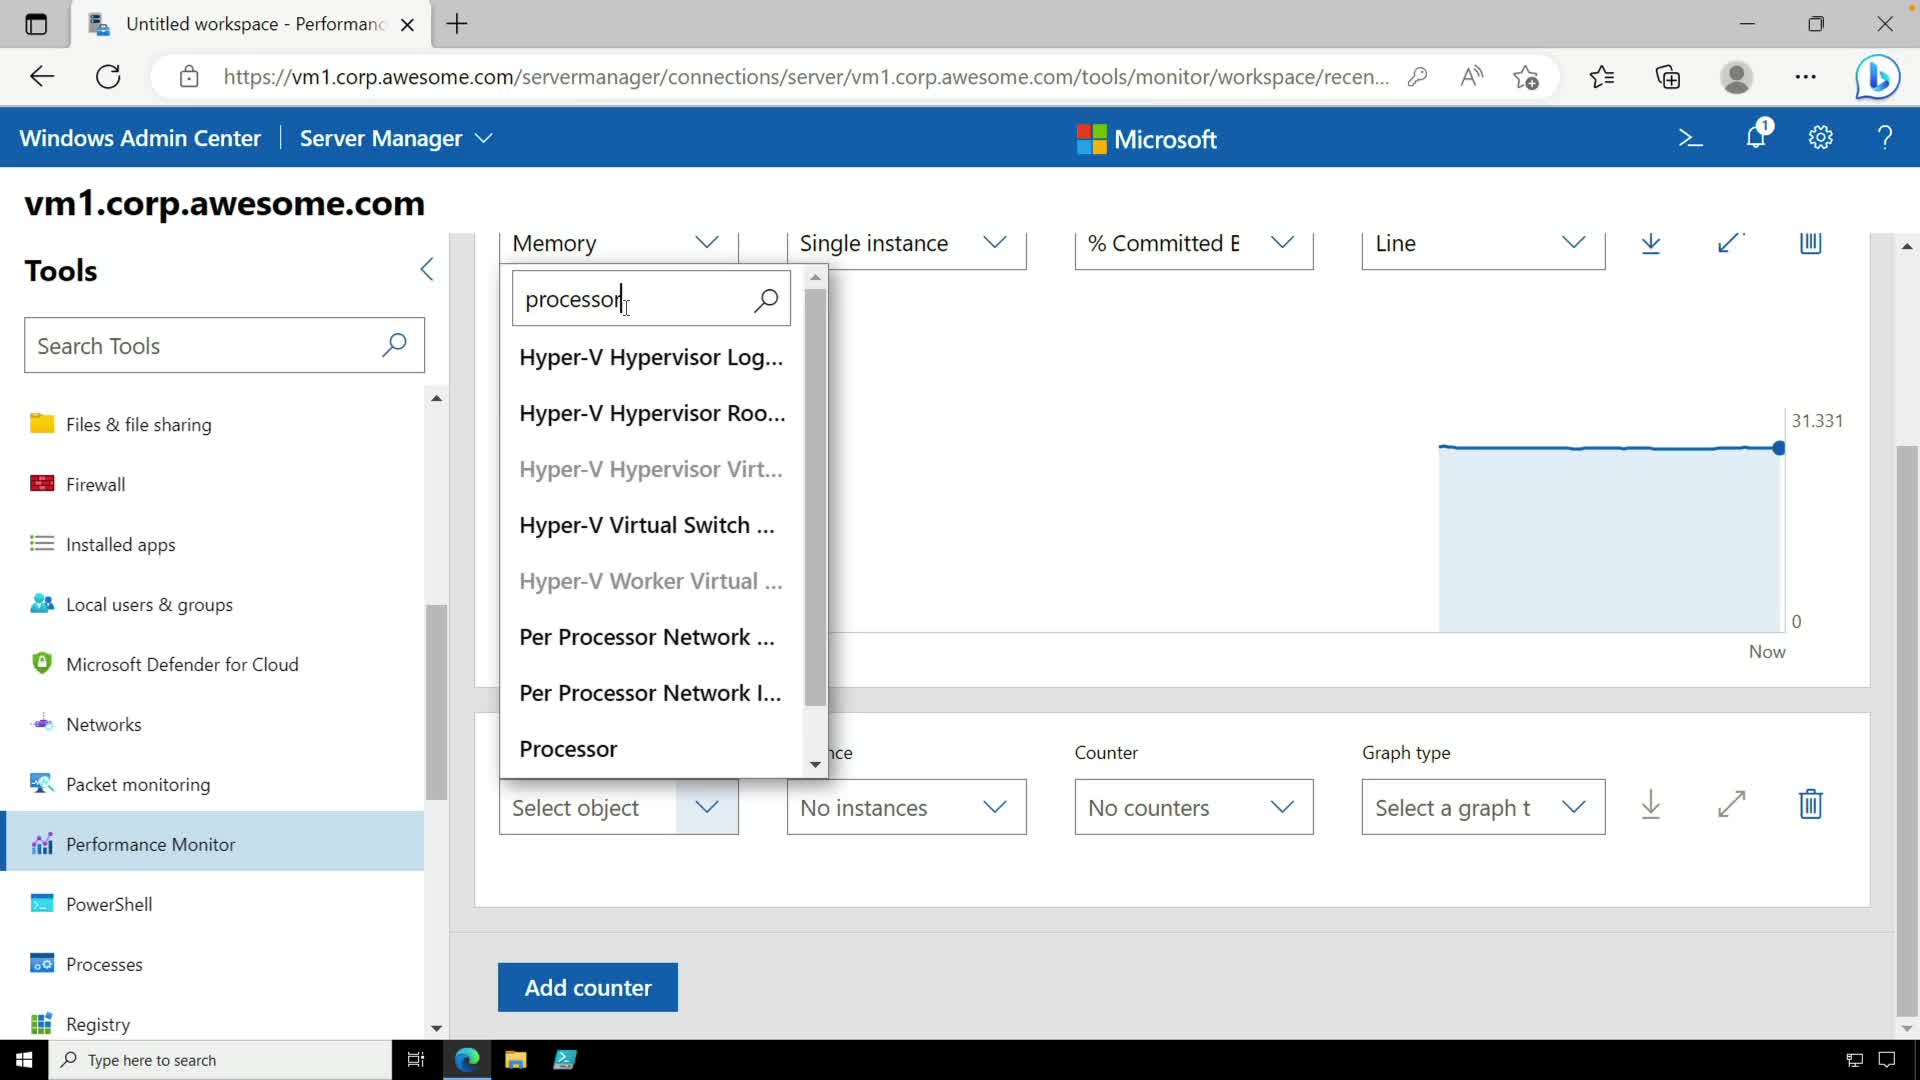 Untitled workspace - Performanc
https://vm1.corp.awesome.com/servermanager/connections/server/vm1.corp.awesome.com/tools/monitor/workspace/recen...
Windows Admin Center
Server Manager
Microsoft
1
?
vm1.corp.awesome.com
Tools
Search Tools
Files & file sharing
Firewall
Installed apps
Local users & groups
Microsoft Defender for Cloud
Networks
Packet monitoring
Performance Monitor
PowerShell
Processes
Registry
Memory
Single instance
% Committed B
Line
processor
Hyper-V Hypervisor Log...
Hyper-V Hypervisor Roo...
Hyper-V Hypervisor Virt...
Hyper-V Virtual Switch ...
Hyper-V Worker Virtual ...
Per Processor Network ...
Per Processor Network I...
Processor
31.331
0
Now
nce
Counter
Graph type
Select object
No instances
No counters
Select a graph t
Add counter
Type here to search